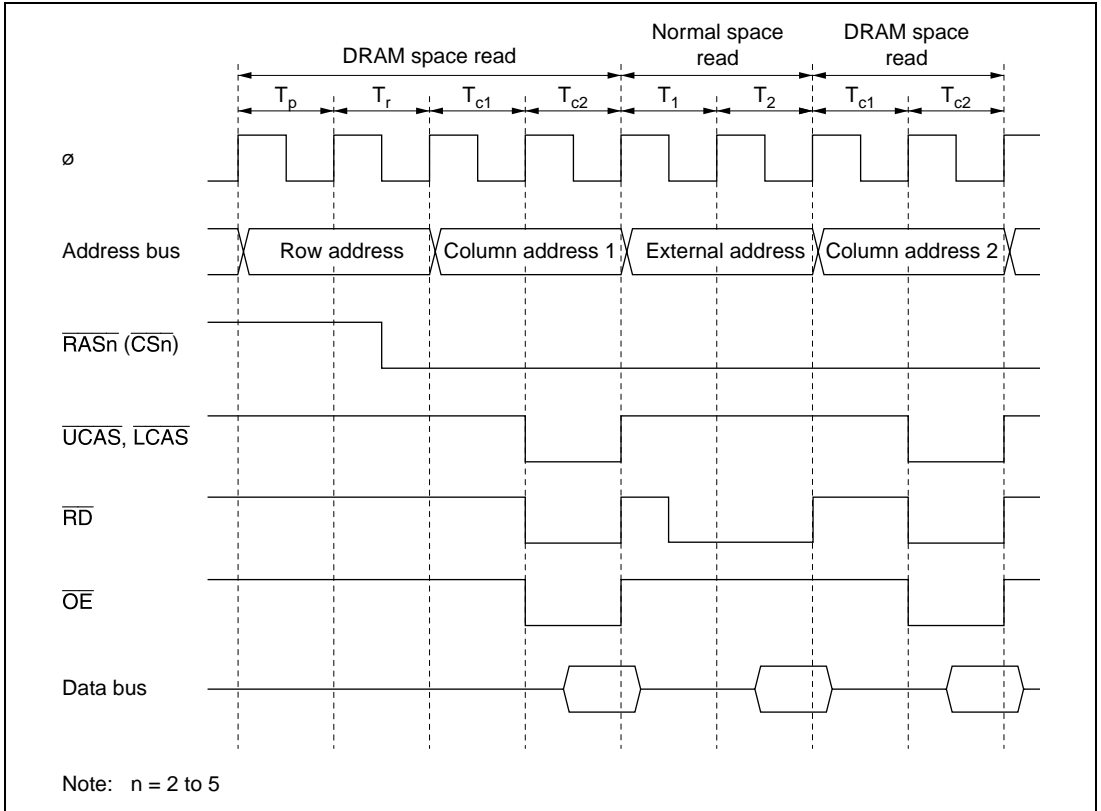 DRAM space read
Normal space
read
DRAM space
read
Tp Tr Tc1 Tc2 T1 T2 Tc1 Tc2
ø
Address bus Row address Column address 1 External address Column address 2
RASn (CSn)
UCAS, LCAS
RD
OE
Data bus
Note: n = 2 to 5